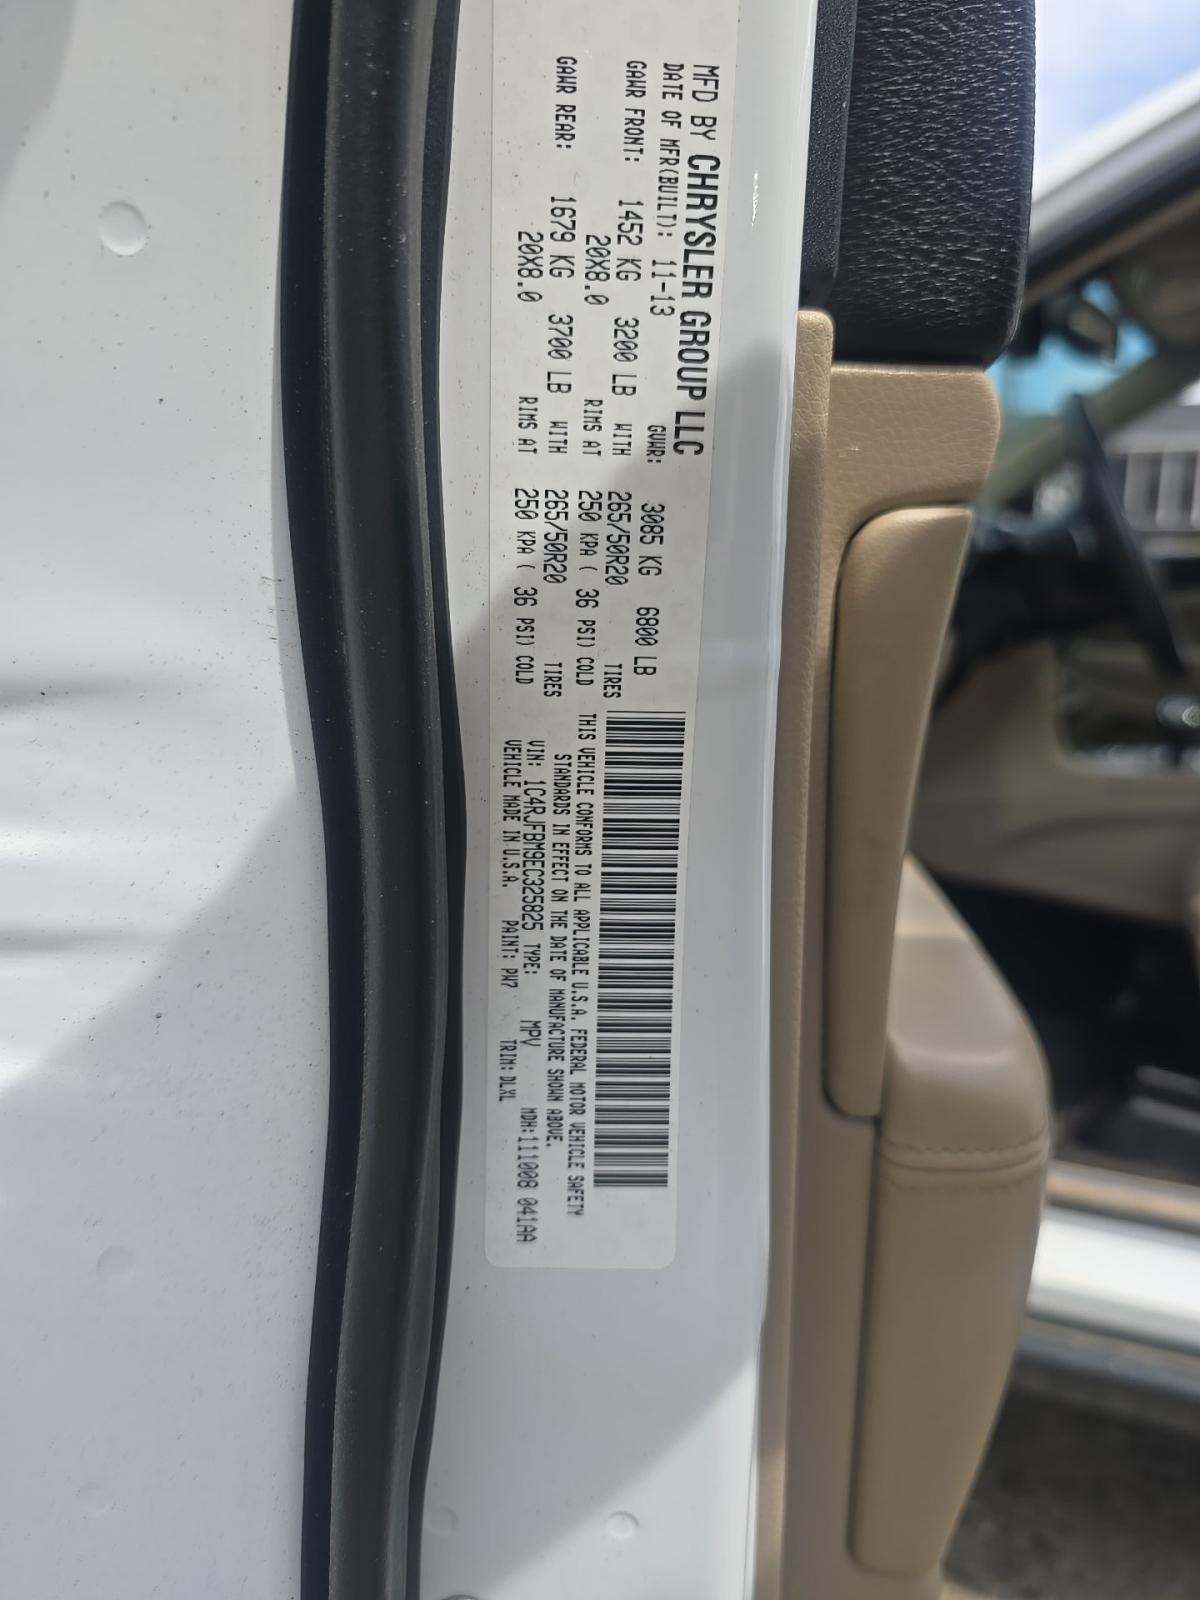 MFD BY CHRYSLER GROUP LLC
DATE OF MFR(BUILT): 11-13 GVWR: 3085 KG 6800 LB
GAWR FRONT: 1452 KG 3200 LB WITH 265/50R20 TIRES
20X8.0 RIMS AT 250 KPA ( 36 PSI) COLD
GAWR REAR: 1679 KG 3700 LB WITH 265/50R20 TIRES
20X8.0 RIMS AT 250 KPA ( 36 PSI) COLD
THIS VEHICLE CONFORMS TO ALL APPLICABLE U.S.A. FEDERAL MOTOR VEHICLE SAFETY
STANDARDS IN EFFECT ON THE DATE OF MANUFACTURE SHOWN ABOVE.
VIN: 1C4RJFBM9EC325825 TYPE: MPV MDH:111008 041AA
VEHICLE MADE IN U.S.A. PAINT: PW7 TRIM: DLXL